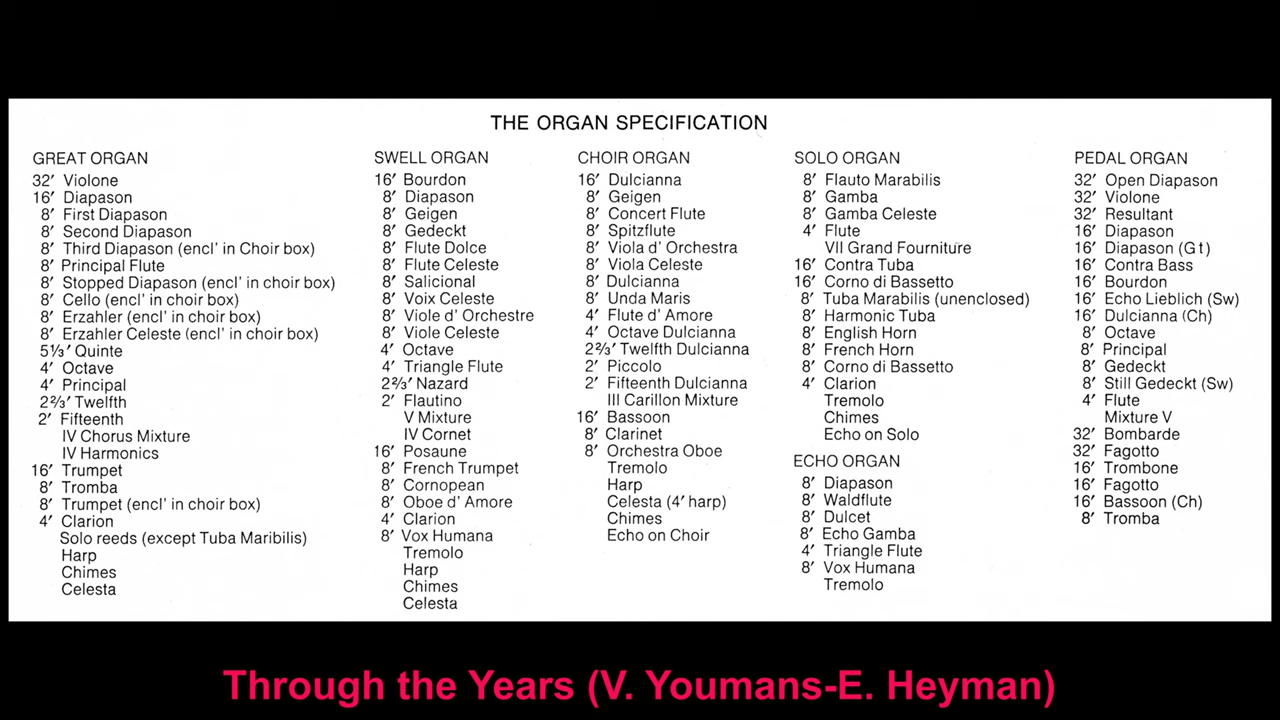 THE ORGAN SPECIFICATION
GREAT ORGAN
32′ Violone
16′ Diapason
8′ First Diapason
8′ Second Diapason
8′ Third Diapason (encl' in Choir box)
8′ Principal Flute
8′ Stopped Diapason (encl' in choir box)
8′ Cello (encl' in choir box)
8′ Erzahler (encl' in choir box)
8′ Erzahler Celeste (encl' in choir box)
5⅓′ Quinte
4′ Octave
4′ Principal
2⅔′ Twelfth
2′ Fifteenth
IV Chorus Mixture
IV Harmonics
16′ Trumpet
8′ Tromba
8′ Trumpet (encl' in choir box)
4′ Clarion
Solo reeds (except Tuba Maribilis)
Harp
Chimes
Celesta
SWELL ORGAN
16′ Bourdon
8′ Diapason
8′ Geigen
8′ Gedeckt
8′ Flute Dolce
8′ Flute Celeste
8′ Salicional
8′ Voix Celeste
8′ Viole d' Orchestre
8′ Viole Celeste
4′ Octave
4′ Triangle Flute
2⅔′ Nazard
2′ Flautino
V Mixture
IV Cornet
16′ Posaune
8′ French Trumpet
8′ Cornopean
8′ Oboe d' Amore
4′ Clarion
8′ Vox Humana
Tremolo
Harp
Chimes
Celesta
CHOIR ORGAN
16′ Dulcianna
8′ Geigen
8′ Concert Flute
8′ Spitzflute
8′ Viola d' Orchestra
8′ Viola Celeste
8′ Dulcianna
8′ Unda Maris
4′ Flute d' Amore
4′ Octave Dulcianna
2⅔′ Twelfth Dulcianna
2′ Piccolo
2′ Fifteenth Dulcianna
III Carillon Mixture
16′ Bassoon
8′ Clarinet
8′ Orchestra Oboe
Tremolo
Harp
Celesta (4′ harp)
Chimes
Echo on Choir
SOLO ORGAN
8′ Flauto Marabilis
8′ Gamba
8′ Gamba Celeste
4′ Flute
VII Grand Fourniture
16′ Contra Tuba
16′ Corno di Bassetto
8′ Tuba Marabilis (unenclosed)
8′ Harmonic Tuba
8′ English Horn
8′ French Horn
8′ Corno di Bassetto
4′ Clarion
Tremolo
Chimes
Echo on Solo
ECHO ORGAN
8′ Diapason
8′ Waldflute
8′ Dulcet
8′ Echo Gamba
4′ Triangle Flute
8′ Vox Humana
Tremolo
PEDAL ORGAN
32′ Open Diapason
32′ Violone
32′ Resultant
16′ Diapason
16′ Diapason (Gt)
16′ Contra Bass
16′ Bourdon
16′ Echo Lieblich (Sw)
16′ Dulcianna (Ch)
8′ Octave
8′ Principal
8′ Gedeckt
8′ Still Gedeckt (Sw)
4′ Flute
Mixture V
32′ Bombarde
32′ Fagotto
16′ Trombone
16′ Fagotto
16′ Bassoon (Ch)
8′ Tromba
Through the Years (V. Youmans-E. Heyman)